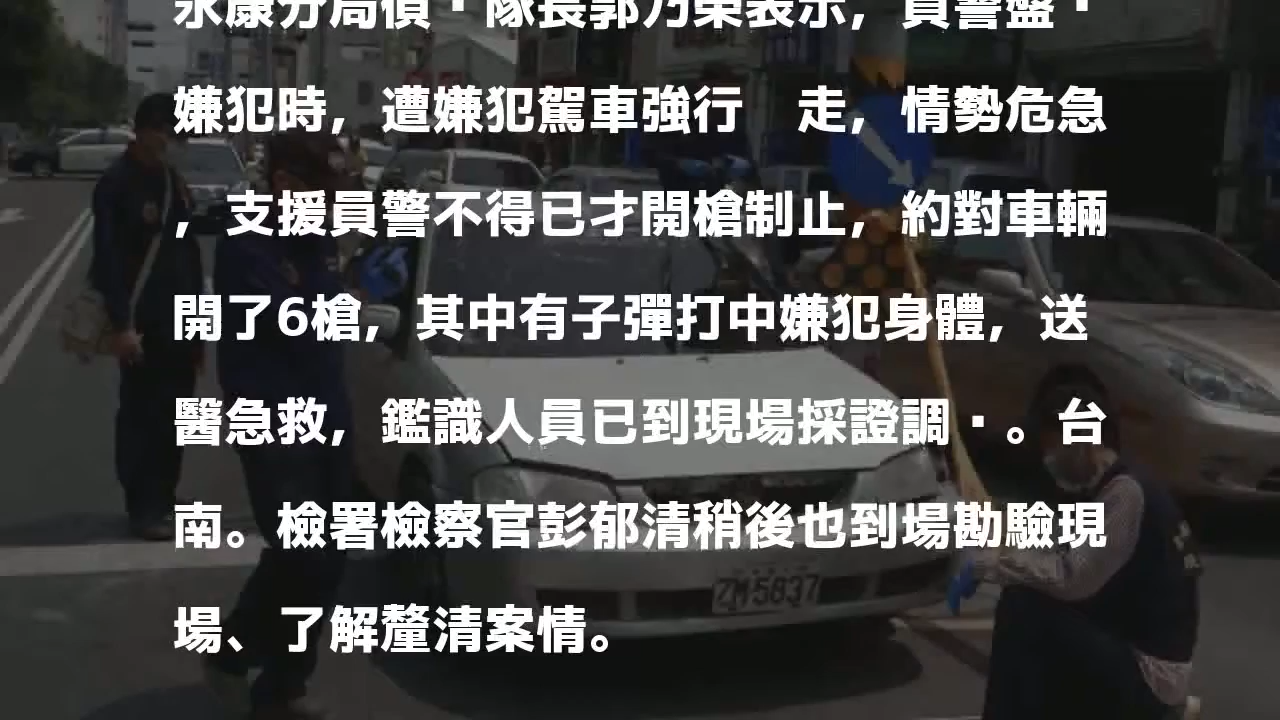 永康分局偵·隊長郭乃榮表示，員警盤·
嫌犯時，遭嫌犯駕車強行 走，情勢危急
，支援員警不得已才開槍制止，約對車輛
開了6槍，其中有子彈打中嫌犯身體，送
醫急救，鑑識人員已到現場採證調·。台
南。檢署檢察官彭郁清稍後也到場勘驗現
場、了解釐清案情。
ZM5837